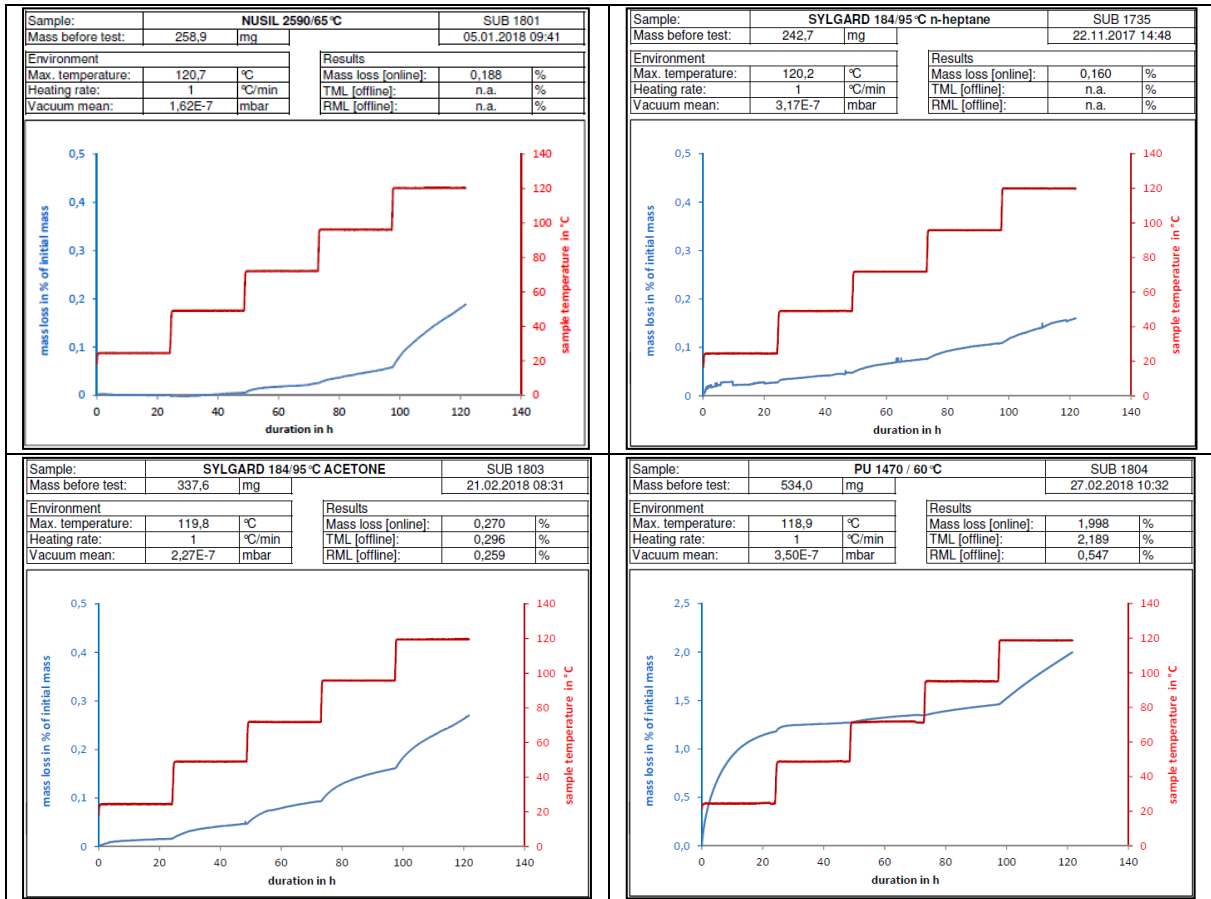 Sample: NUSIL 2590/65 °C SUB 1801
Mass before test: 258,9 mg 05.01.2018 09:41
Environment Results
Max. temperature: 120,7 °C Mass loss [online]: 0,188 %
Heating rate: 1 °C/min TML [offline]: n.a. %
Vacuum mean: 1,62E-7 mbar RML [offline]: n.a. %
0,5 140
120
0,4
100
0,3 80
0,2 60
40
0,1
20
0 0
0 20 40 60 80 100 120 140
duration in h
mass loss in % of initial mass
sample temperature in °C
Sample: SYLGARD 184/95 °C n-heptane SUB 1735
Mass before test: 242,7 mg 22.11.2017 14:48
Environment Results
Max. temperature: 120,2 °C Mass loss [online]: 0,160 %
Heating rate: 1 °C/min TML [offline]: n.a. %
Vacuum mean: 3,17E-7 mbar RML [offline]: n.a. %
0,5 140
120
0,4
100
0,3 80
0,2 60
40
0,1
20
0 0
0 20 40 60 80 100 120 140
duration in h
mass loss in % of initial mass
sample temperature in °C
Sample: SYLGARD 184/95 °C ACETONE SUB 1803
Mass before test: 337,6 mg 21.02.2018 08:31
Environment Results
Max. temperature: 119,8 °C Mass loss [online]: 0,270 %
Heating rate: 1 °C/min TML [offline]: 0,296 %
Vacuum mean: 2,27E-7 mbar RML [offline]: 0,259 %
0,5 140
120
0,4
100
0,3 80
0,2 60
40
0,1
20
0 0
0 20 40 60 80 100 120 140
duration in h
mass loss in % of initial mass
sample temperature in °C
Sample: PU 1470 / 60 °C SUB 1804
Mass before test: 534,0 mg 27.02.2018 10:32
Environment Results
Max. temperature: 118,9 °C Mass loss [online]: 1,998 %
Heating rate: 1 °C/min TML [offline]: 2,189 %
Vacuum mean: 3,50E-7 mbar RML [offline]: 0,547 %
2,5 140
120
2,0
100
1,5 80
1,0 60
40
0,5
20
0,0 0
0 20 40 60 80 100 120 140
duration in h
mass loss in % of initial mass
sample temperature in °C